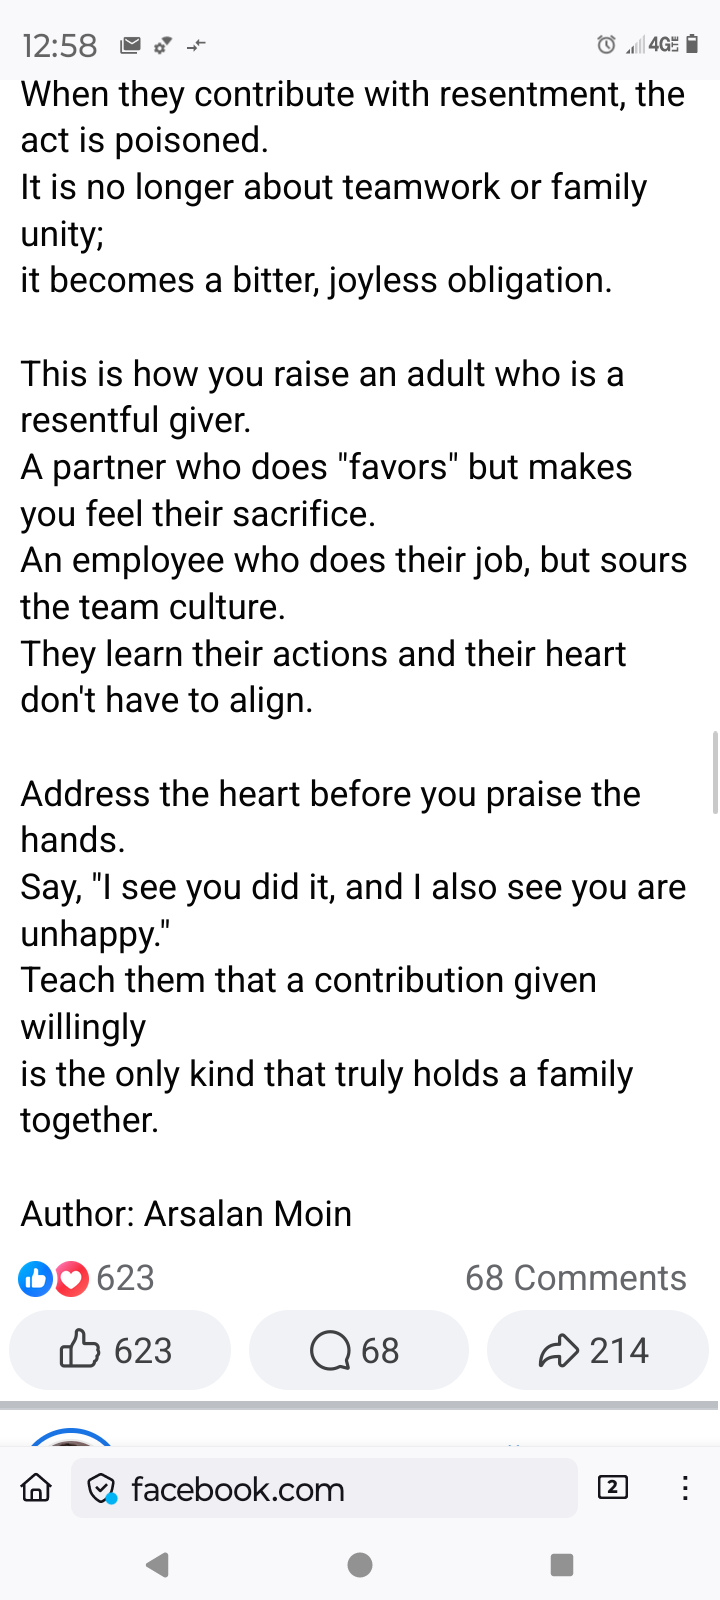 12:58
4G
When they contribute with resentment, the
act is poisoned.
It is no longer about teamwork or family
unity;
it becomes a bitter, joyless obligation.
This is how you raise an adult who is a
resentful giver.
A partner who does "favors" but makes
you feel their sacrifice.
An employee who does their job, but sours
the team culture.
They learn their actions and their heart
don't have to align.
Address the heart before you praise the
hands.
Say, "I see you did it, and I also see you are
unhappy."
Teach them that a contribution given
willingly
is the only kind that truly holds a family
together.
Author: Arsalan Moin
623
68 Comments
623
68
214
facebook.com
2